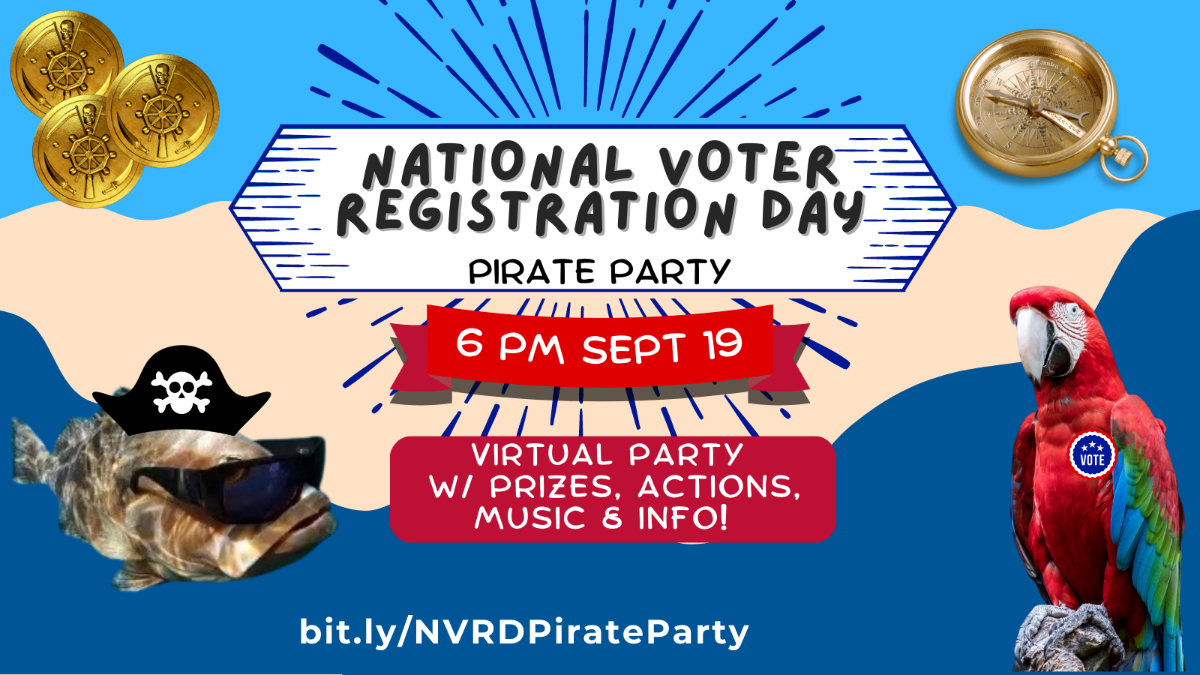 NATIONAL VOTER
REGISTRATION DAY
PIRATE PARTY
6 PM SEPT 19
VIRTUAL PARTY
W/ PRIZES, ACTIONS,
MUSIC & INFO!
VOTE
bit.ly/NVRDPirateParty